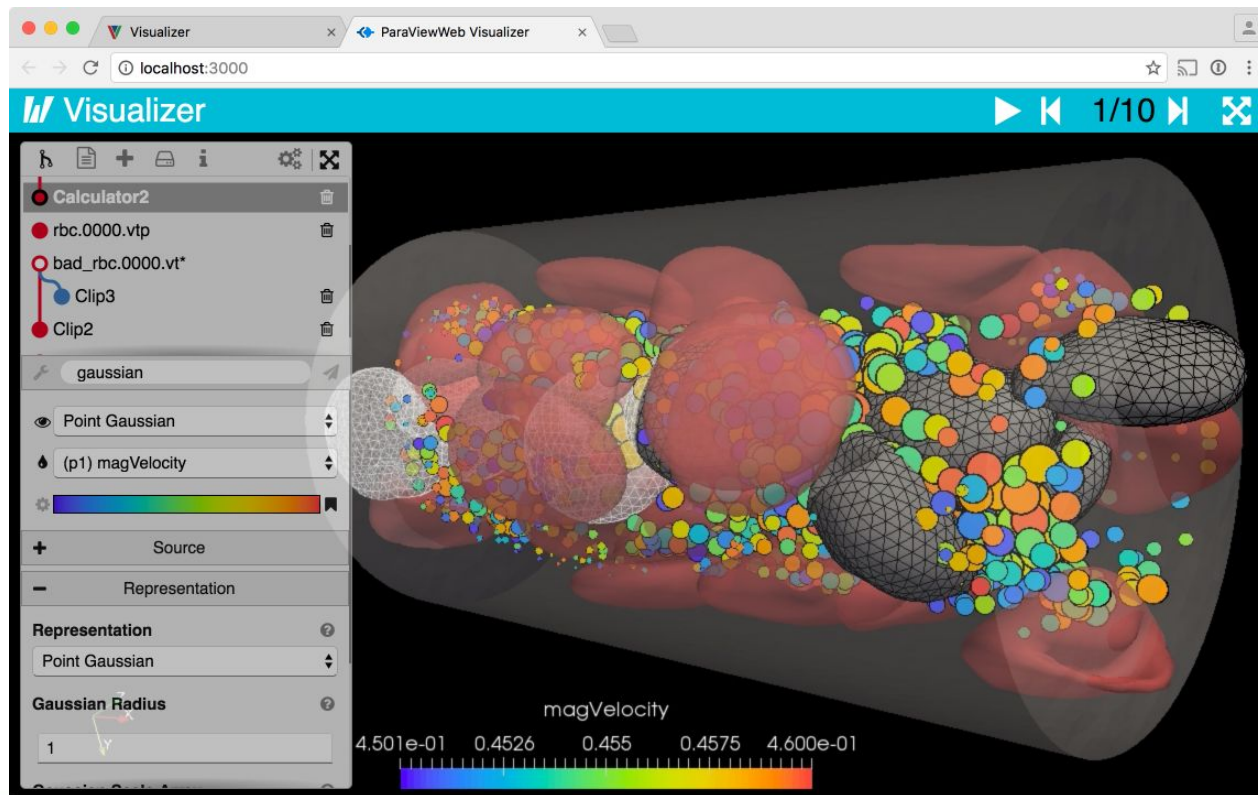 Visualizer
ParaViewWeb Visualizer
localhost:3000
Visualizer
1/10
Calculator2
rbc.0000.vtp
bad_rbc.0000.vt*
Clip3
Clip2
gaussian
Point Gaussian
(p1) magVelocity
Source
Representation
Representation
Point Gaussian
Gaussian Radius
1
Z
X
Y
magVelocity
4.501e-01 0.4526 0.455 0.4575 4.600e-01